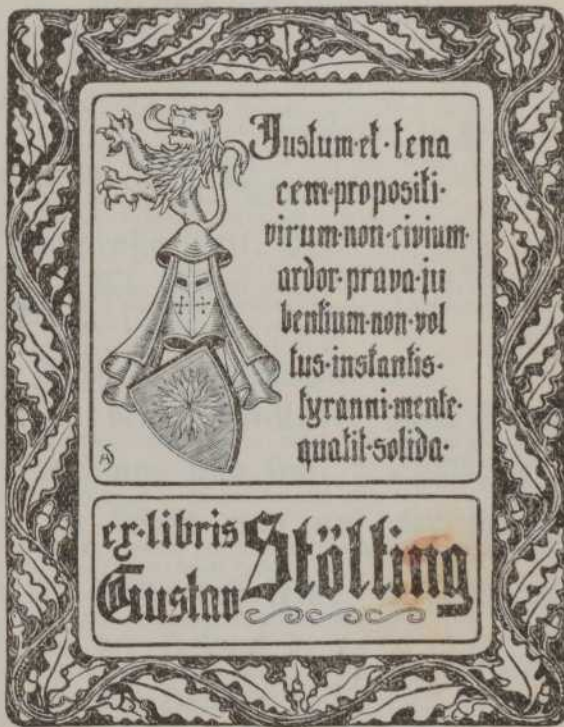 Justum·et·tena
cem·propositi·
virum·non·civium·
ardor·prava·ju
bentium·non·vol
tus·instantis·
tyranni·mente·
quatit·solida·
ex·libris
Gustav Stölting